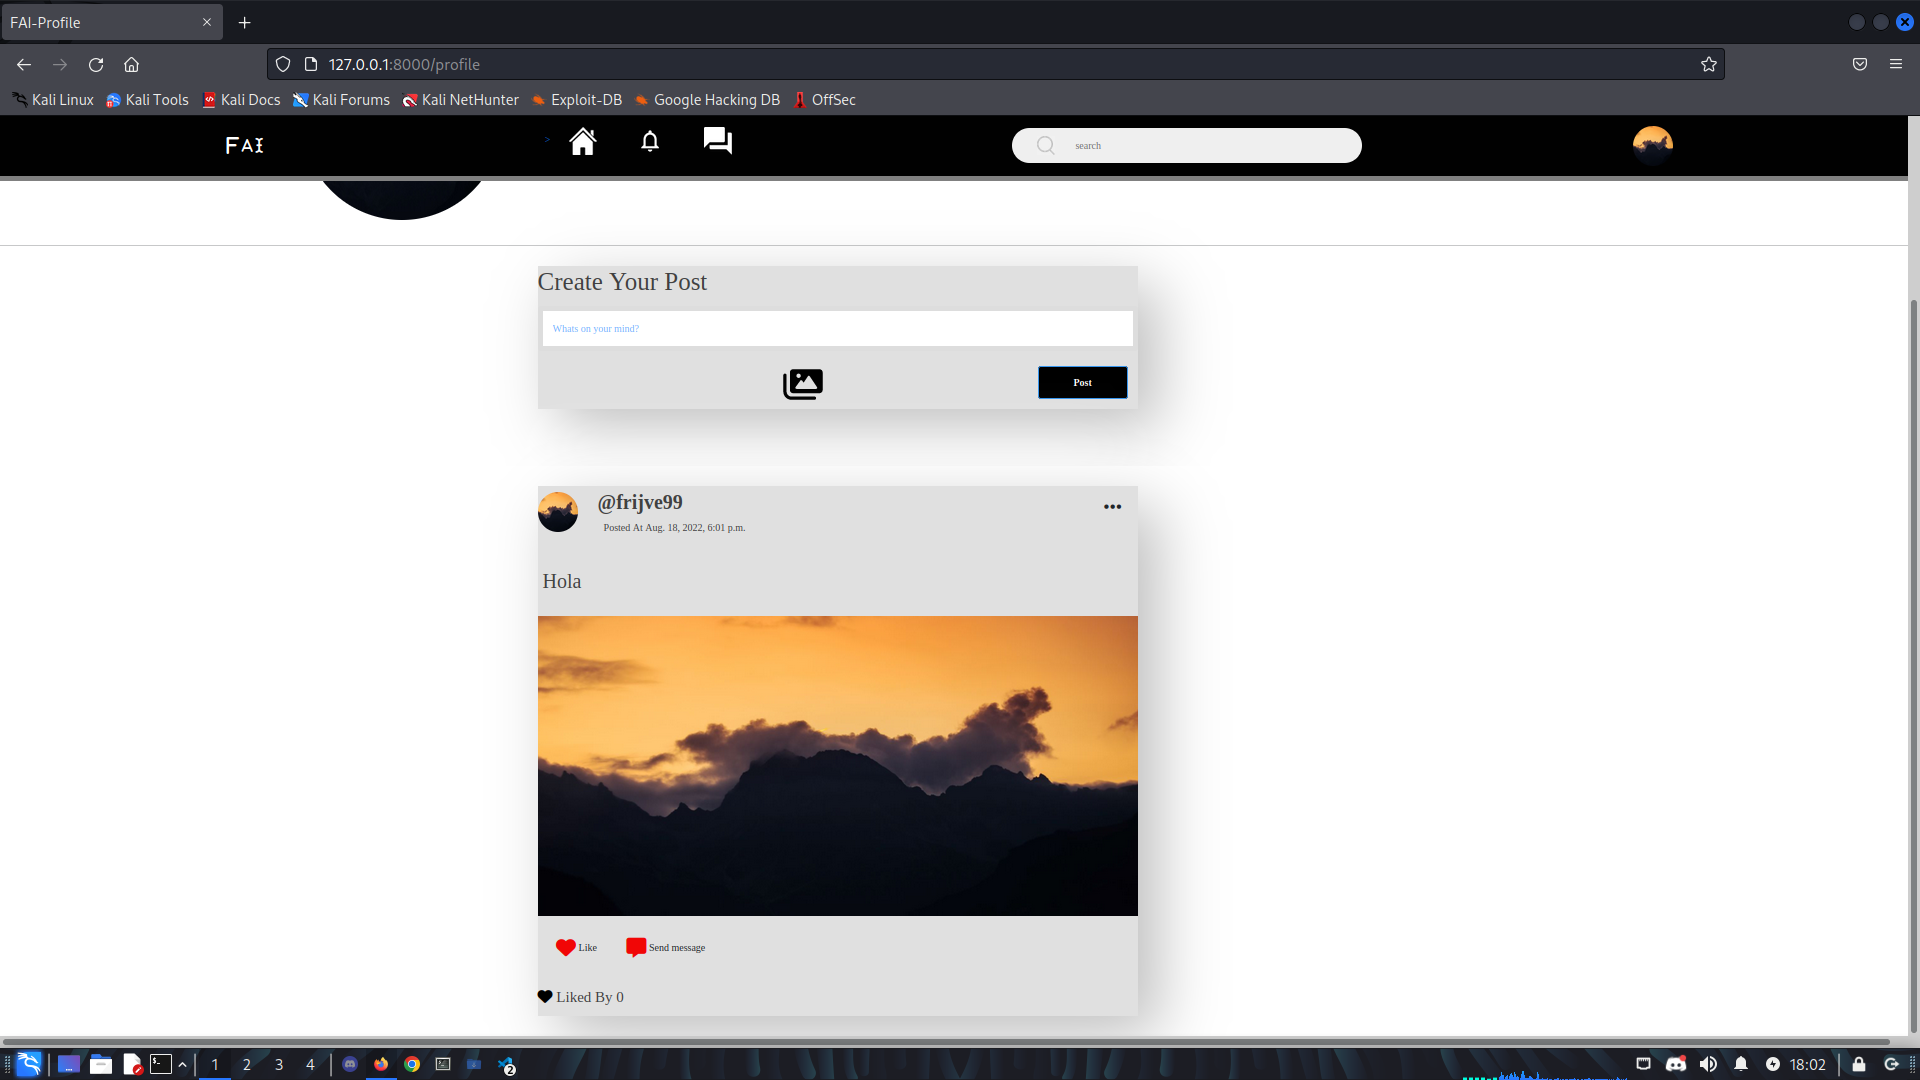 FAI-Profile
127.0.0.1:8000/profile
Kali Linux Kali Tools Kali Docs Kali Forums Kali NetHunter Exploit-DB Google Hacking DB OffSec
FAI > search
Create Your Post
Whats on your mind?
Post
@frijve99
Posted At Aug. 18, 2022, 6:01 p.m.
Hola
Like Send message
Liked By 0
1 2 3 4 2 18:02